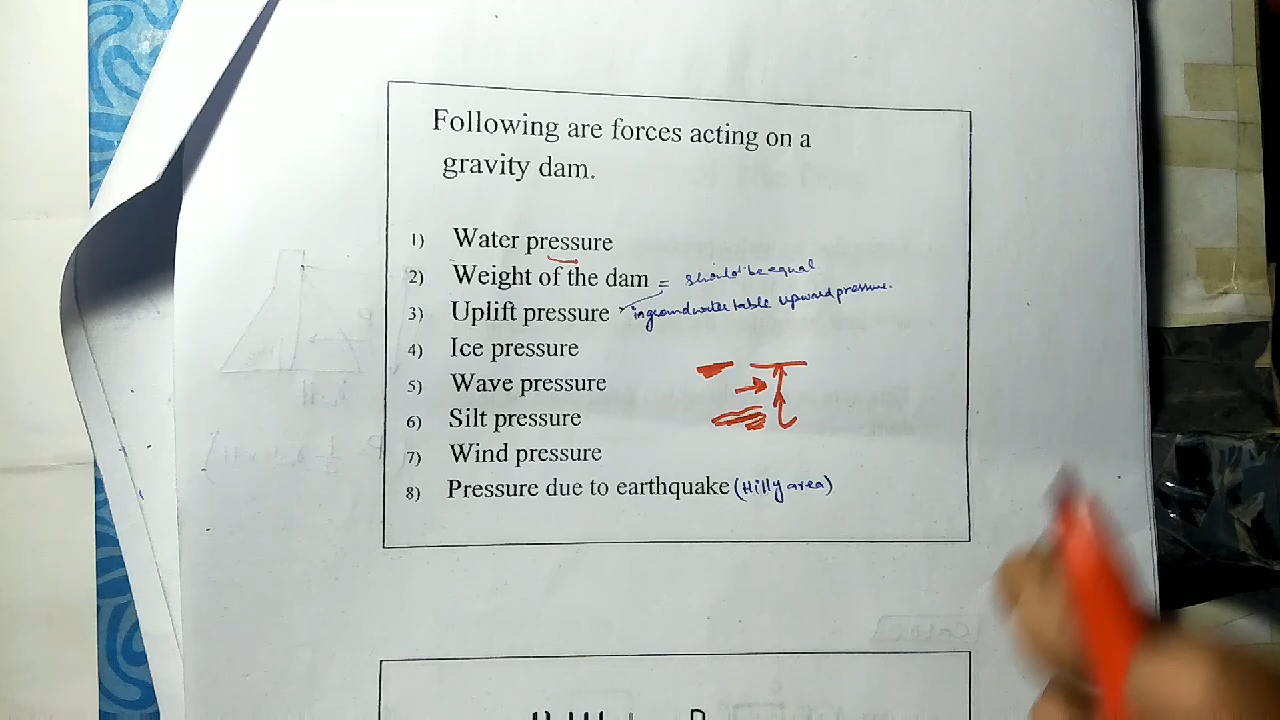 Following are forces acting on a
gravity dam.
1) Water pressure
2) Weight of the dam = should be equal
3) Uplift pressure in groundwater table upward pressure.
4) Ice pressure
5) Wave pressure
6) Silt pressure
7) Wind pressure
8) Pressure due to earthquake (Hilly area)